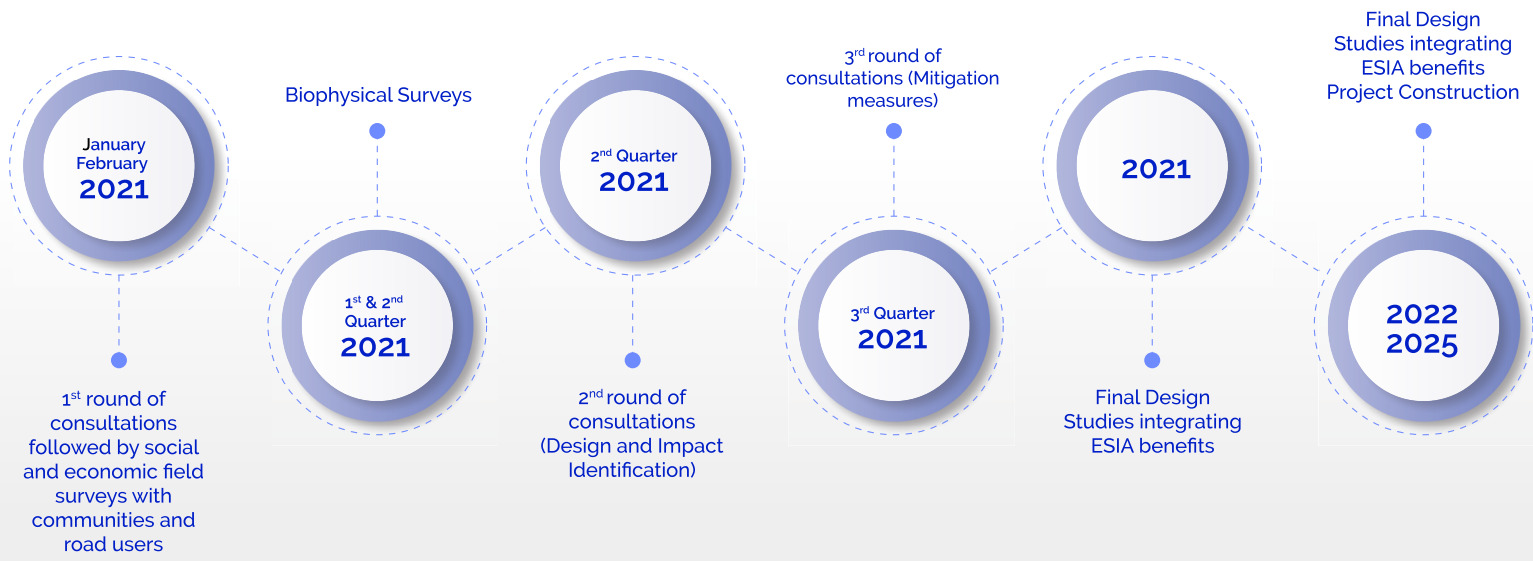 January
February
2021
1st round of
consultations
followed by social
and economic field
surveys with
communities and
road users
Biophysical Surveys
1st & 2nd
Quarter
2021
2nd Quarter
2021
2nd round of
consultations
(Design and Impact
Identification)
3rd round of
consultations (Mitigation
measures)
3rd Quarter
2021
2021
Final Design
Studies integrating
ESIA benefits
Final Design
Studies integrating
ESIA benefits
Project Construction
2022
2025